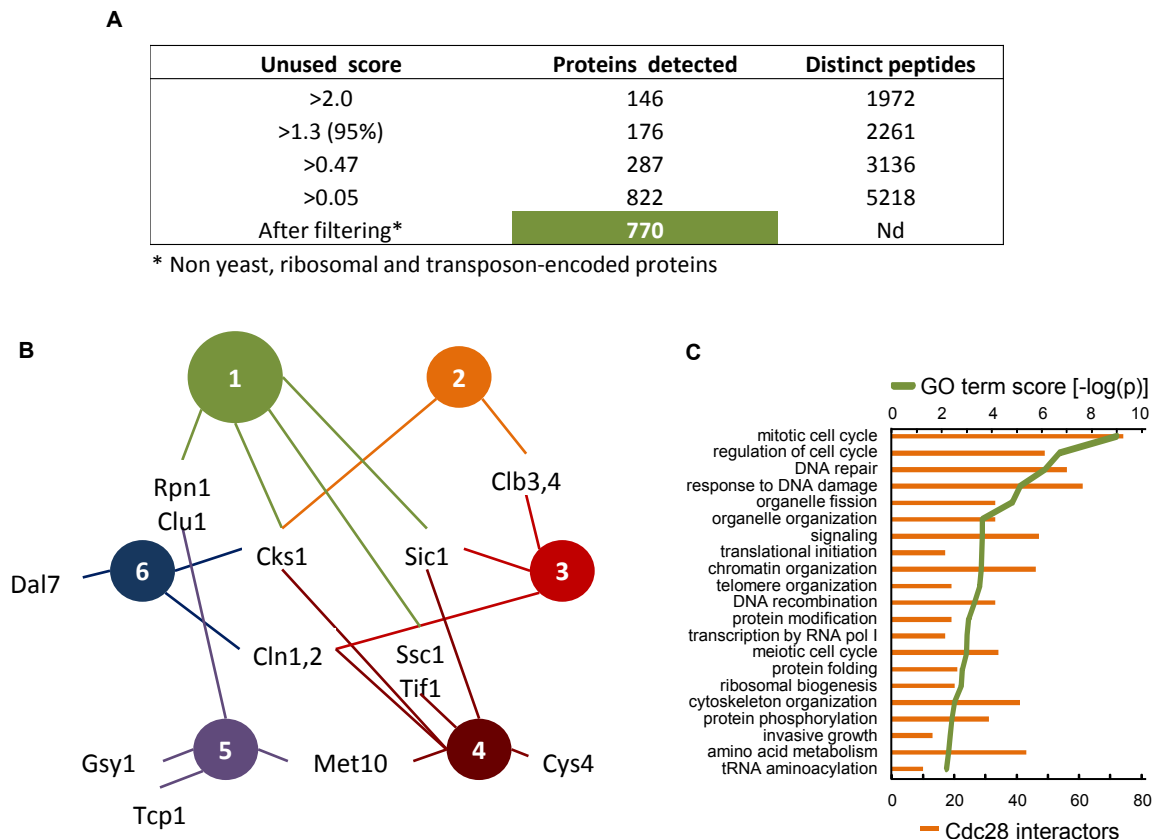 A
Unused score Proteins detected Distinct peptides
>2.0 146 1972
>1.3 (95%) 176 2261
>0.47 287 3136
>0.05 822 5218
After filtering* 770 Nd
* Non yeast, ribosomal and transposon-encoded proteins
B
1
2
Rpn1
Clu1
Clb3,4
6
Dal7
Cks1
Sic1
3
Cln1,2
Ssc1
Tif1
5
4
Gsy1
Met10
Cys4
Tcp1
C
GO term score [-log(p)]
0 2 4 6 8 10
mitotic cell cycle
regulation of cell cycle
DNA repair
response to DNA damage
organelle fission
organelle organization
signaling
translational initiation
chromatin organization
telomere organization
DNA recombination
protein modification
transcription by RNA pol I
meiotic cell cycle
protein folding
ribosomal biogenesis
cytoskeleton organization
protein phosphorylation
invasive growth
amino acid metabolism
tRNA aminoacylation
0 20 40 60 80
Cdc28 interactors